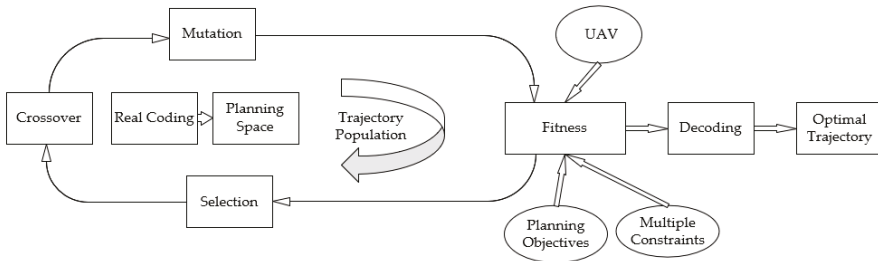 Mutation
UAV
Crossover
Real Coding
Planning
Space
Trajectory
Population
Fitness
Decoding
Optimal
Trajectory
Selection
Planning
Objectives
Multiple
Constraints